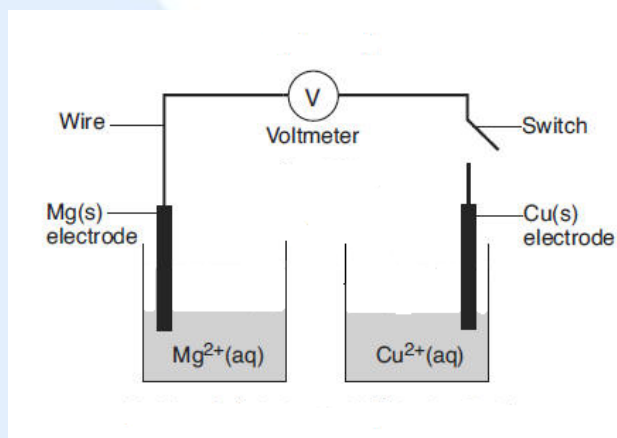 V
Wire
Voltmeter
Switch
Mg(s)
electrode
Cu(s)
electrode
Mg²⁺(aq)
Cu²⁺(aq)